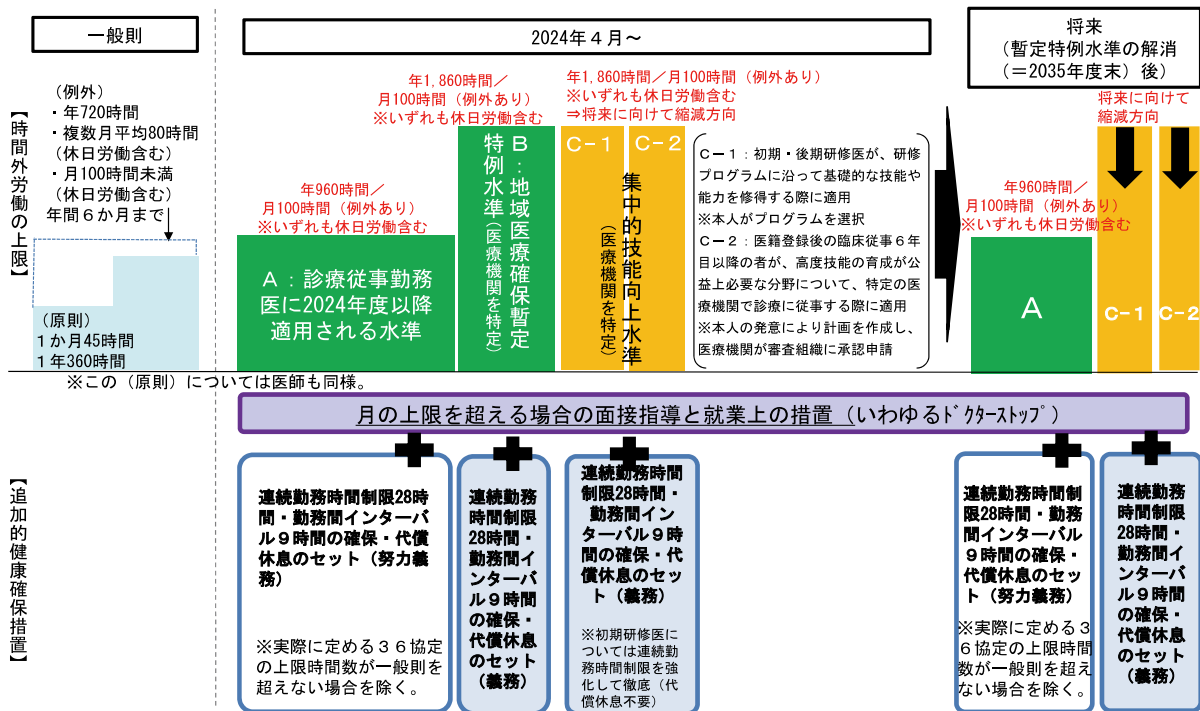 一般則
2024年４月～
将来
（暫定特例水準の解消
（＝2035年度末）後）
【時間外労働の上限】
（例外）
・年720時間
・複数月平均80時間
（休日労働含む）
・月100時間未満
（休日労働含む）
年間６か月まで
（原則）
１か月45時間
１年360時間
※この（原則）については医師も同様。
年960時間／
月100時間（例外あり）
※いずれも休日労働含む
Ａ：診療従事勤務
医に2024年度以降
適用される水準
年1,860時間／
月100時間（例外あり）
※いずれも休日労働含む
Ｂ：地域医療確保暫定
特例水準（医療機関を特定）
年1,860時間／月100時間（例外あり）
※いずれも休日労働含む
⇒将来に向けて縮減方向
Ｃ－１
Ｃ－２
集中的技能向上水準
（医療機関を特定）
Ｃ－１：初期・後期研修医が、研修
プログラムに沿って基礎的な技能や
能力を修得する際に適用
※本人がプログラムを選択
Ｃ－２：医籍登録後の臨床従事６年
目以降の者が、高度技能の育成が公
益上必要な分野について、特定の医
療機関で診療に従事する際に適用
※本人の発意により計画を作成し、
医療機関が審査組織に承認申請
年960時間／
月100時間（例外あり）
※いずれも休日労働含む
Ａ
将来に向けて
縮減方向
Ｃ－１
Ｃ－２
【追加的健康確保措置】
月の上限を超える場合の面接指導と就業上の措置（いわゆるﾄﾞｸﾀｰｽﾄｯﾌﾟ）
連続勤務時間制限28時
間・勤務間インターバ
ル９時間の確保・代償
休息のセット（努力義
務）
※実際に定める３６協定
の上限時間数が一般則を
超えない場合を除く。
連続勤務
時間制限
28時間・
勤務間イ
ンターバ
ル９時間
の確保・
代償休息
のセット
（義務）
連続勤務時間
制限28時間・
勤務間イン
ターバル９時
間の確保・代
償休息のセッ
ト（義務）
※初期研修医に
ついては連続勤
務時間制限を強
化して徹底（代
償休息不要）
連続勤務時間制
限28時間・勤務
間インターバル
９時間の確保・
代償休息のセッ
ト（努力義務）
※実際に定める３
６協定の上限時間
数が一般則を超え
ない場合を除く。
連続勤務
時間制限
28時間・
勤務間イ
ンターバ
ル９時間
の確保・
代償休息
のセット
（義務）